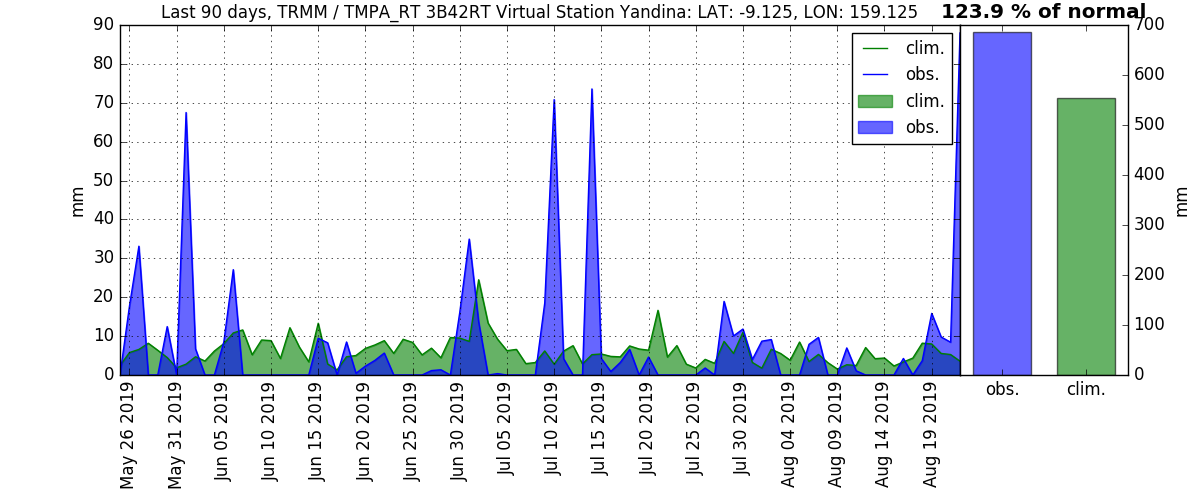 Last 90 days, TRMM / TMPA_RT 3B42RT Virtual Station Yandina: LAT: -9.125, LON: 159.125
123.9 % of normal
90
80
70
60
50
40
30
20
10
0
mm
clim.
obs.
clim.
obs.
700
600
500
400
300
200
100
0
mm
May 26 2019
May 31 2019
Jun 05 2019
Jun 10 2019
Jun 15 2019
Jun 20 2019
Jun 25 2019
Jun 30 2019
Jul 05 2019
Jul 10 2019
Jul 15 2019
Jul 20 2019
Jul 25 2019
Jul 30 2019
Aug 04 2019
Aug 09 2019
Aug 14 2019
Aug 19 2019
obs.
clim.